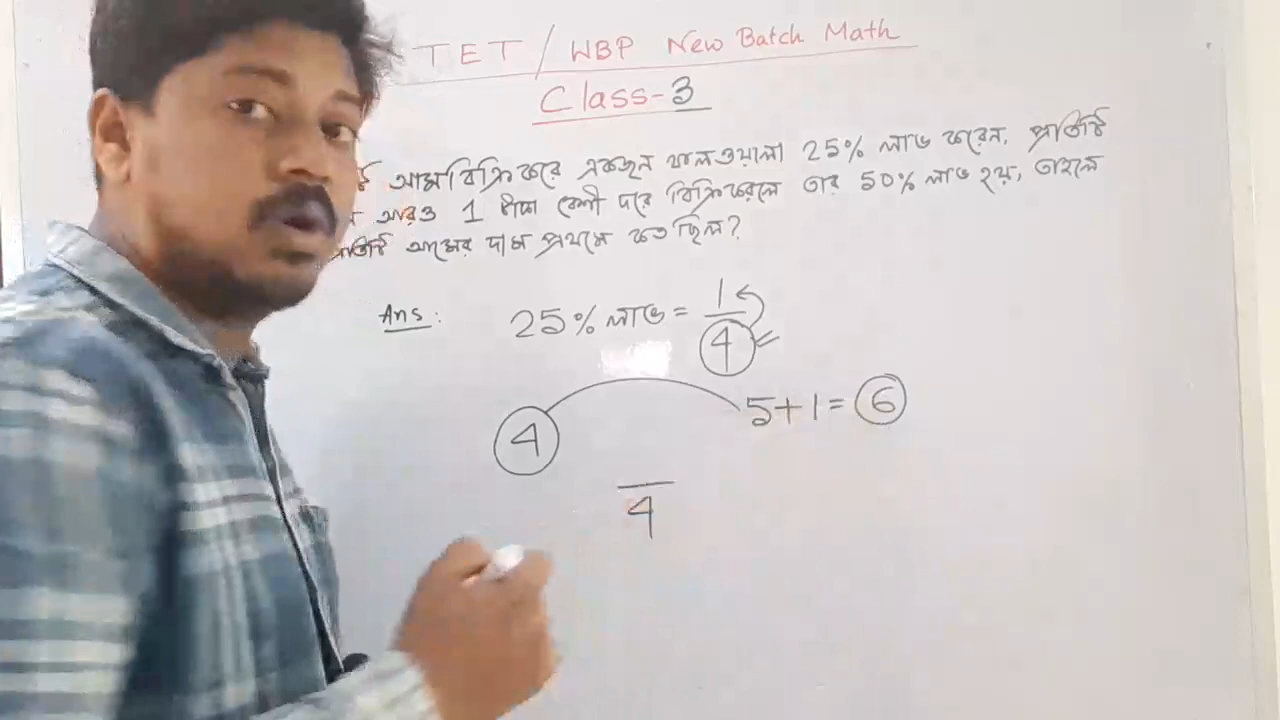 TET / WBP New Batch Math
Class-3
আম বিক্রি করে একজন ফলওয়ালা 25% লাভ করেন, প্রতিটি
আরও 1 টাকা বেশী দরে বিক্রি করলে তার 50% লাভ হয়, তাহলে
প্রতিটি আমের দাম প্রথমে কত ছিল?
Ans: 25% লাভ = 1/4
4 5+1= 6
4